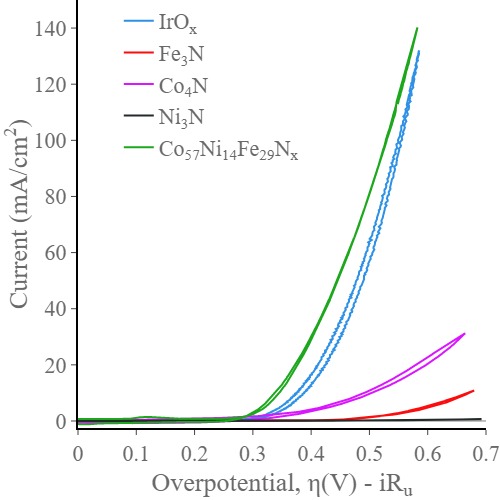 140
120
100
80
60
40
20
0
Current (mA/cm²)
IrOₓ
Fe₃N
Co₄N
Ni₃N
Co₅₇Ni₁₄Fe₂₉Nₓ
0 0.1 0.2 0.3 0.4 0.5 0.6 0.7
Overpotential, η(V) - iRᵤ